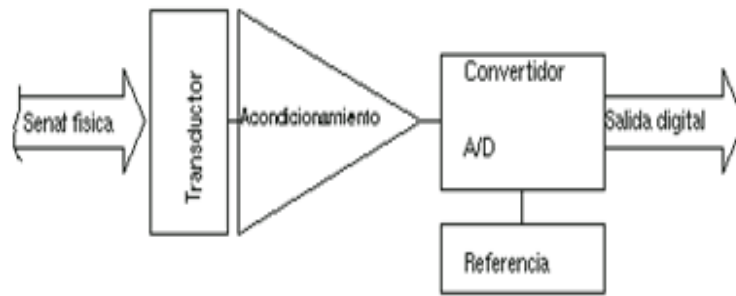 Senal fisica
Transductor
Acondicionamiento
Convertidor
A/D
Salida digital
Referencia